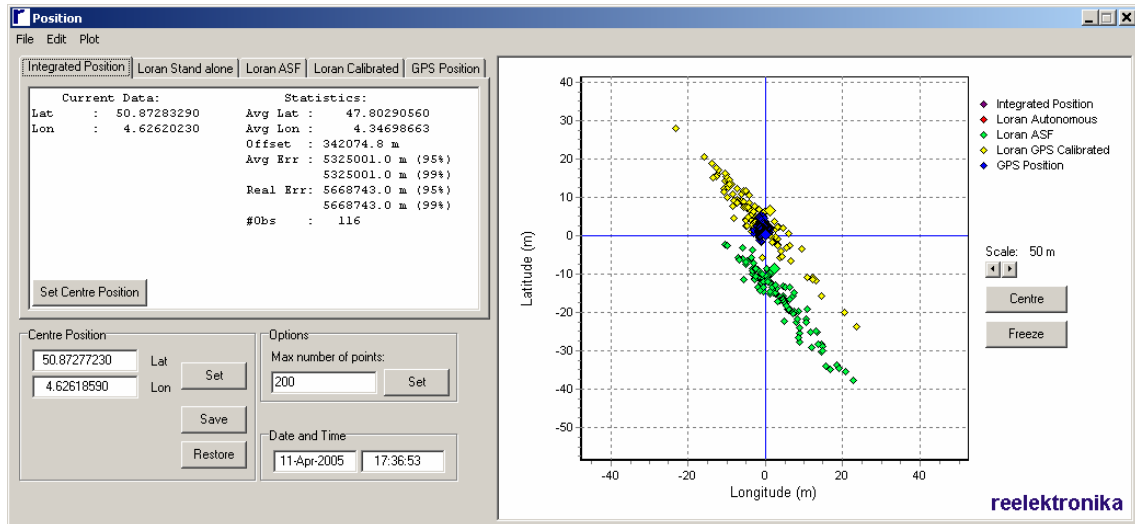 Position
File Edit Plot
Integrated Position Loran Stand alone Loran ASF Loran Calibrated GPS Position
Current Data: Statistics:
Lat : 50.87283290 Avg Lat : 47.80290560
Lon : 4.62620230 Avg Lon : 4.34698663
Offset : 342074.8 m
Avg Err : 5325001.0 m (95%)
5325001.0 m (99%)
Real Err: 5668743.0 m (95%)
5668743.0 m (99%)
#Obs : 116
Set Centre Position
Centre Position
50.87277230 Lat
4.62618590 Lon
Set
Save
Restore
Options
Max number of points:
200 Set
Date and Time
11-Apr-2005 17:36:53
40
30
20
10
0
-10
-20
-30
-40
-50
Latitude (m)
-40 -20 0 20 40
Longitude (m)
Integrated Position
Loran Autonomous
Loran ASF
Loran GPS Calibrated
GPS Position
Scale: 50 m
Centre
Freeze
reelektronika